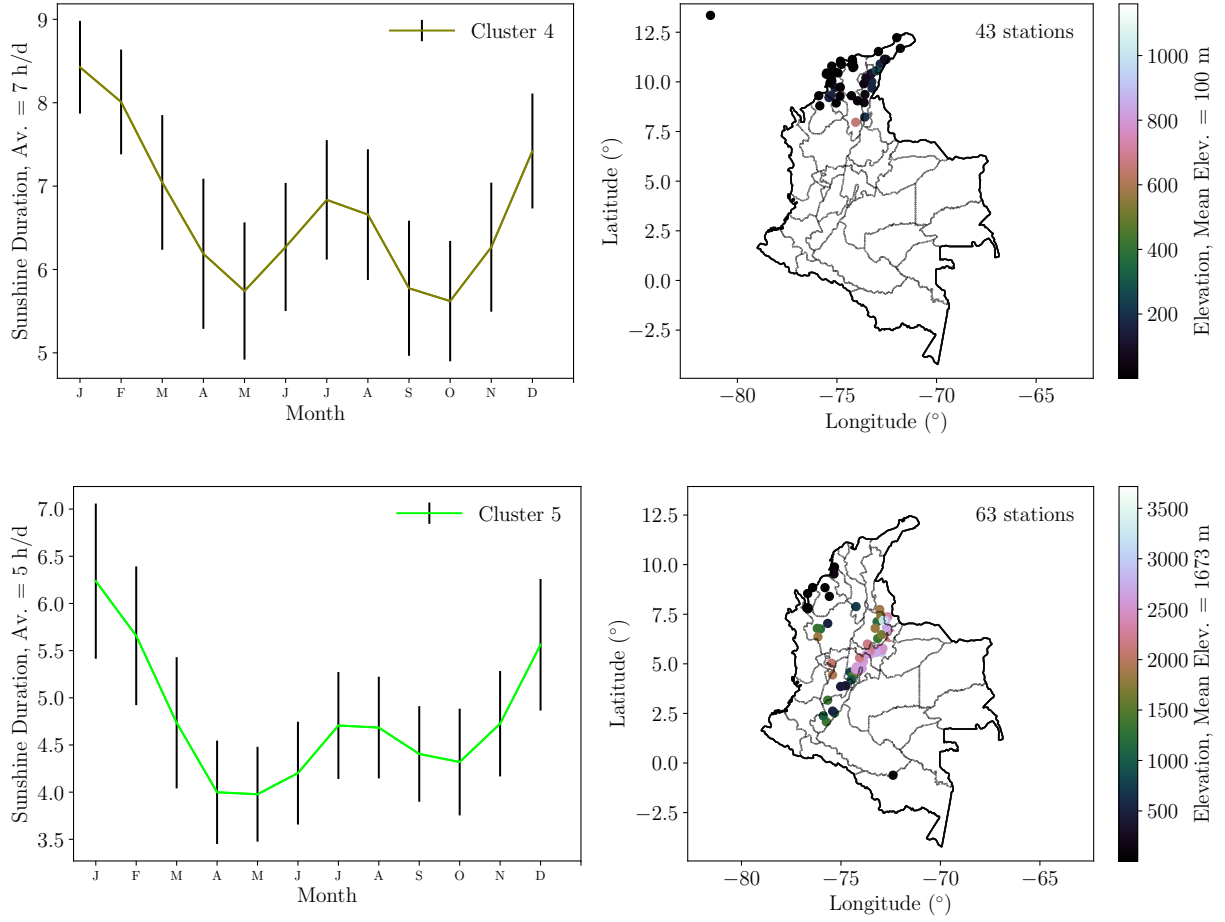 Sunshine Duration, Av. = 7 h/d
9
8
7
6
5
Cluster 4
J F M A M J J A S O N D
Month
Latitude (°)
12.5
10.0
7.5
5.0
2.5
0.0
−2.5
43 stations
−80 −75 −70 −65
Longitude (°)
1000
800
600
400
200
Elevation, Mean Elev. = 100 m
Sunshine Duration, Av. = 5 h/d
7.0
6.5
6.0
5.5
5.0
4.5
4.0
3.5
Cluster 5
J F M A M J J A S O N D
Month
Latitude (°)
12.5
10.0
7.5
5.0
2.5
0.0
−2.5
63 stations
−80 −75 −70 −65
Longitude (°)
3500
3000
2500
2000
1500
1000
500
Elevation, Mean Elev. = 1673 m